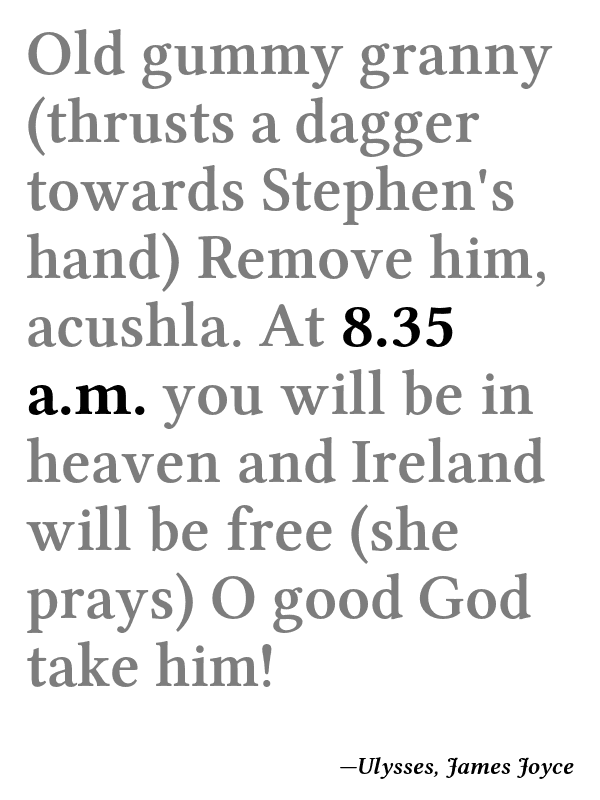 Old gummy granny
(thrusts a dagger
towards Stephen's
hand) Remove him,
acushla. At 8.35
a.m. you will be in
heaven and Ireland
will be free (she
prays) O good God
take him!
—Ulysses, James Joyce